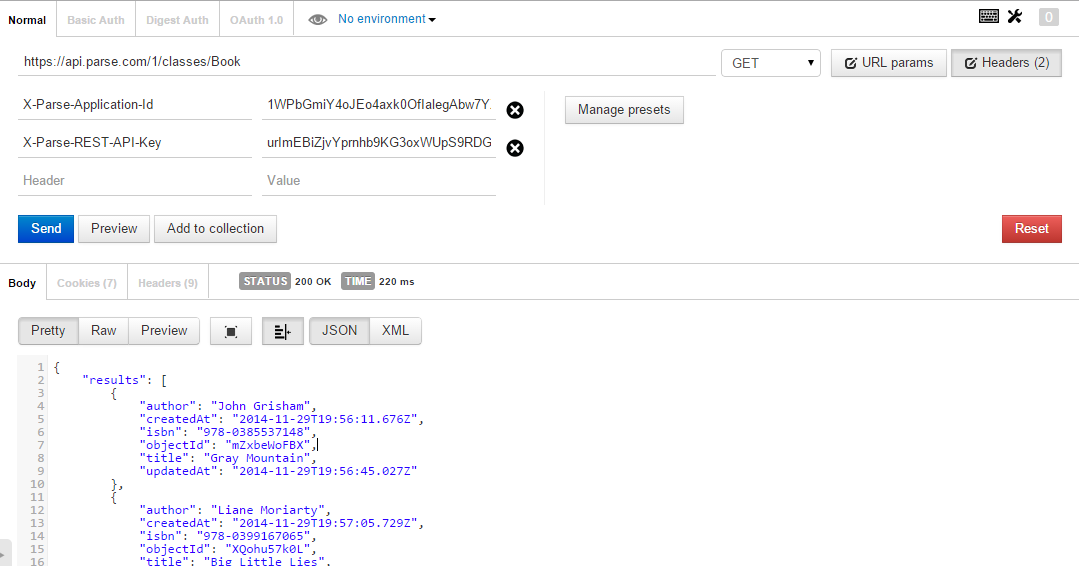 Normal Basic Auth Digest Auth OAuth 1.0 No environment 0
https://api.parse.com/1/classes/Book GET URL params Headers (2)
X-Parse-Application-Id 1WPbGmiY4oJEo4axk0OfIalegAbw7Y. Manage presets
X-Parse-REST-API-Key urImEBiZjvYprnhb9KG3oxWUpS9RDG
Header Value
Send Preview Add to collection Reset
Body Cookies (7) Headers (9) STATUS 200 OK TIME 220 ms
Pretty Raw Preview JSON XML
1 {
2 "results": [
3 {
4 "author": "John Grisham",
5 "createdAt": "2014-11-29T19:56:11.676Z",
6 "isbn": "978-0385537148",
7 "objectId": "mZxbeWoFBX",
8 "title": "Gray Mountain",
9 "updatedAt": "2014-11-29T19:56:45.027Z"
10 },
11 {
12 "author": "Liane Moriarty",
13 "createdAt": "2014-11-29T19:57:05.729Z",
14 "isbn": "978-0399167065",
15 "objectId": "XQohu57k0L",
16 "title": "Big Little Lies",